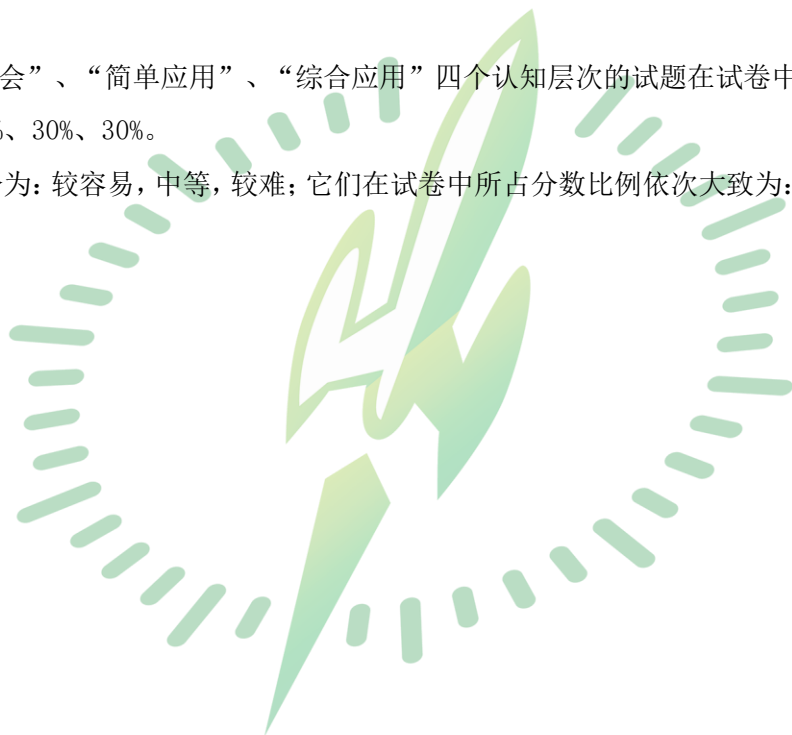 会”、“简单应用”、“综合应用”四个认知层次的试题在试卷中
%、30%、30%。
为:较容易,中等,较难;它们在试卷中所占分数比例依次大致为: